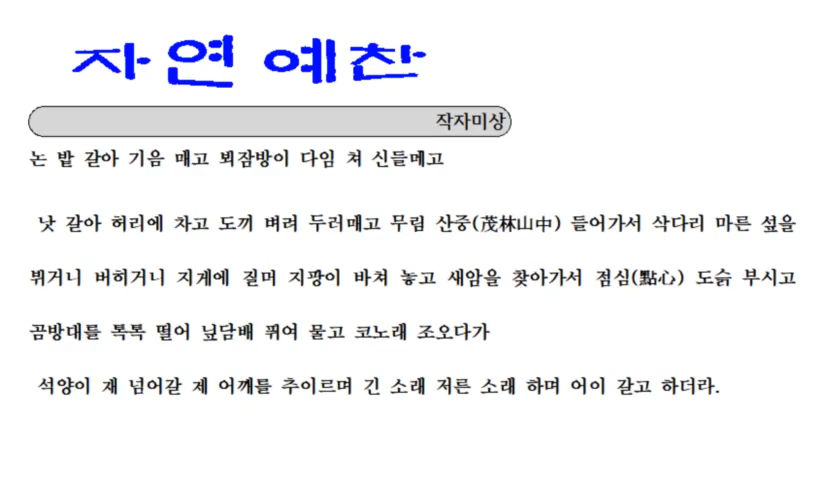 자연 예찬
작자미상
논 밭 갈아 기음 매고 뵈잠방이 다임 쳐 신들메고
낫 갈아 허리에 차고 도끼 벼려 두러매고 무림 산중(茂林山中) 들어가서 삭다리 마른 섶을
뷔거니 버히거니 지게에 질머 지팡이 바쳐 놓고 새암을 찾아가서 점심(點心) 도슭 부시고
곰방대를 톡톡 떨어 닢담배 퓌여 물고 코노래 조오다가
석양이 재 넘어갈 제 어깨를 추이르며 긴 소래 저른 소래 하며 어이 갈고 하더라.